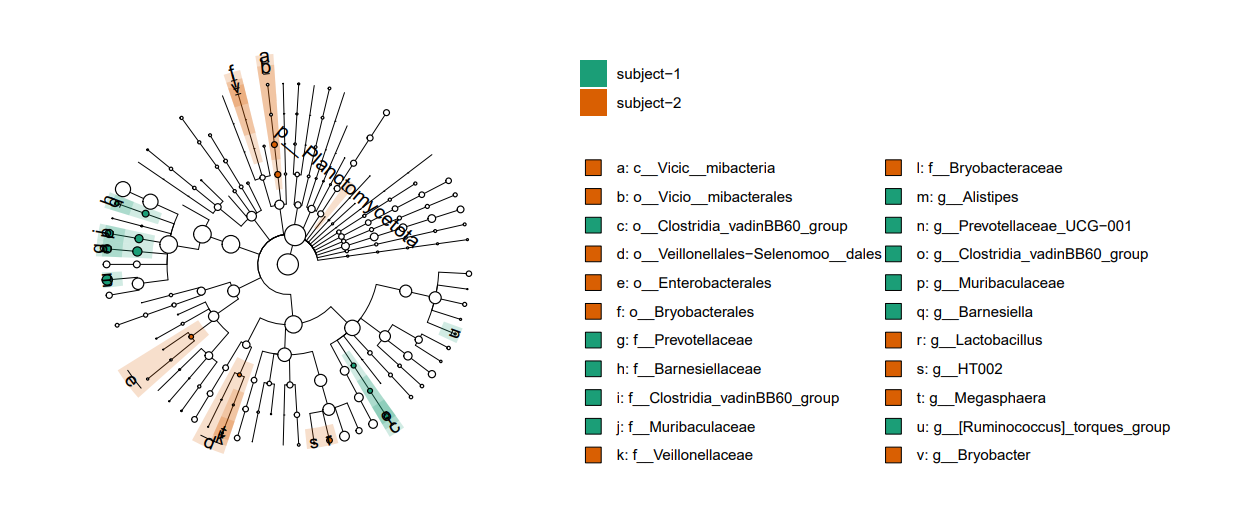 subject−1
subject−2
a: c__Vicic__mibacteria
b: o__Vicio__mibacterales
c: o__Clostridia_vadinBB60_group
d: o__Veillonellales−Selenomoo__dales
e: o__Enterobacterales
f: o__Bryobacterales
g: f__Prevotellaceae
h: f__Barnesiellaceae
i: f__Clostridia_vadinBB60_group
j: f__Muribaculaceae
k: f__Veillonellaceae
l: f__Bryobacteraceae
m: g__Alistipes
n: g__Prevotellaceae_UCG−001
o: g__Clostridia_vadinBB60_group
p: g__Muribaculaceae
q: g__Barnesiella
r: g__Lactobacillus
s: g__HT002
t: g__Megasphaera
u: g__[Ruminococcus]_torques_group
v: g__Bryobacter
a
b
f
p__Planctomycetota
e
d
s
c